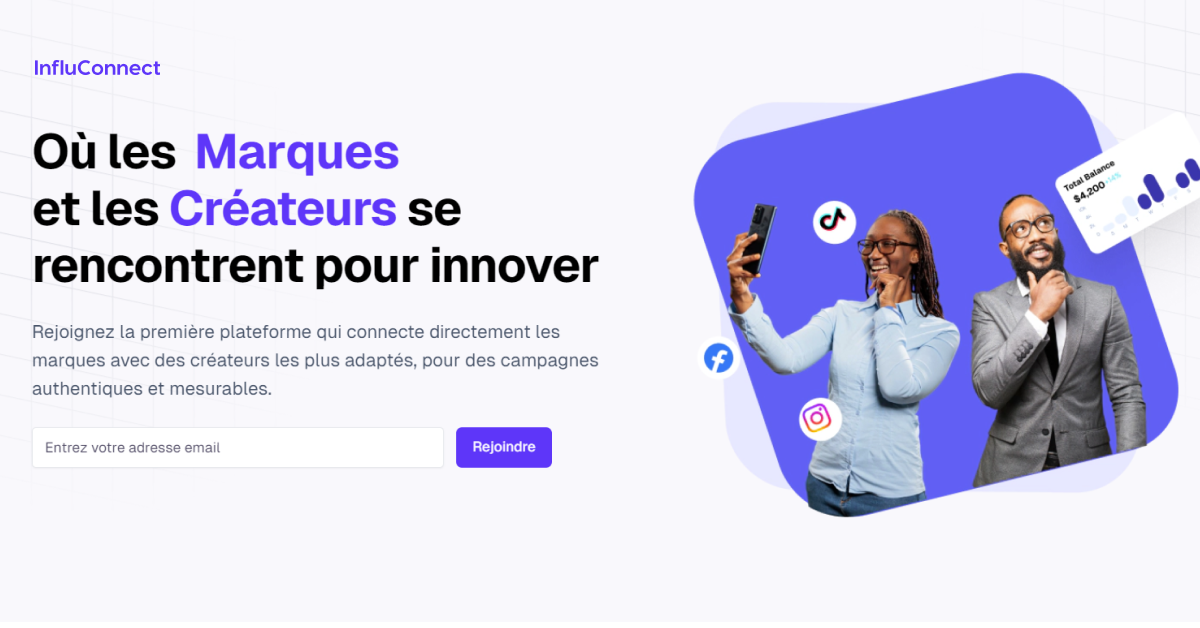 InfluConnect
Où les Marques
et les Créateurs se
rencontrent pour innover
Rejoignez la première plateforme qui connecte directement les
marques avec des créateurs les plus adaptés, pour des campagnes
authentiques et mesurables.
Entrez votre adresse email
Rejoindre
Total Balance
$4,200 +14%